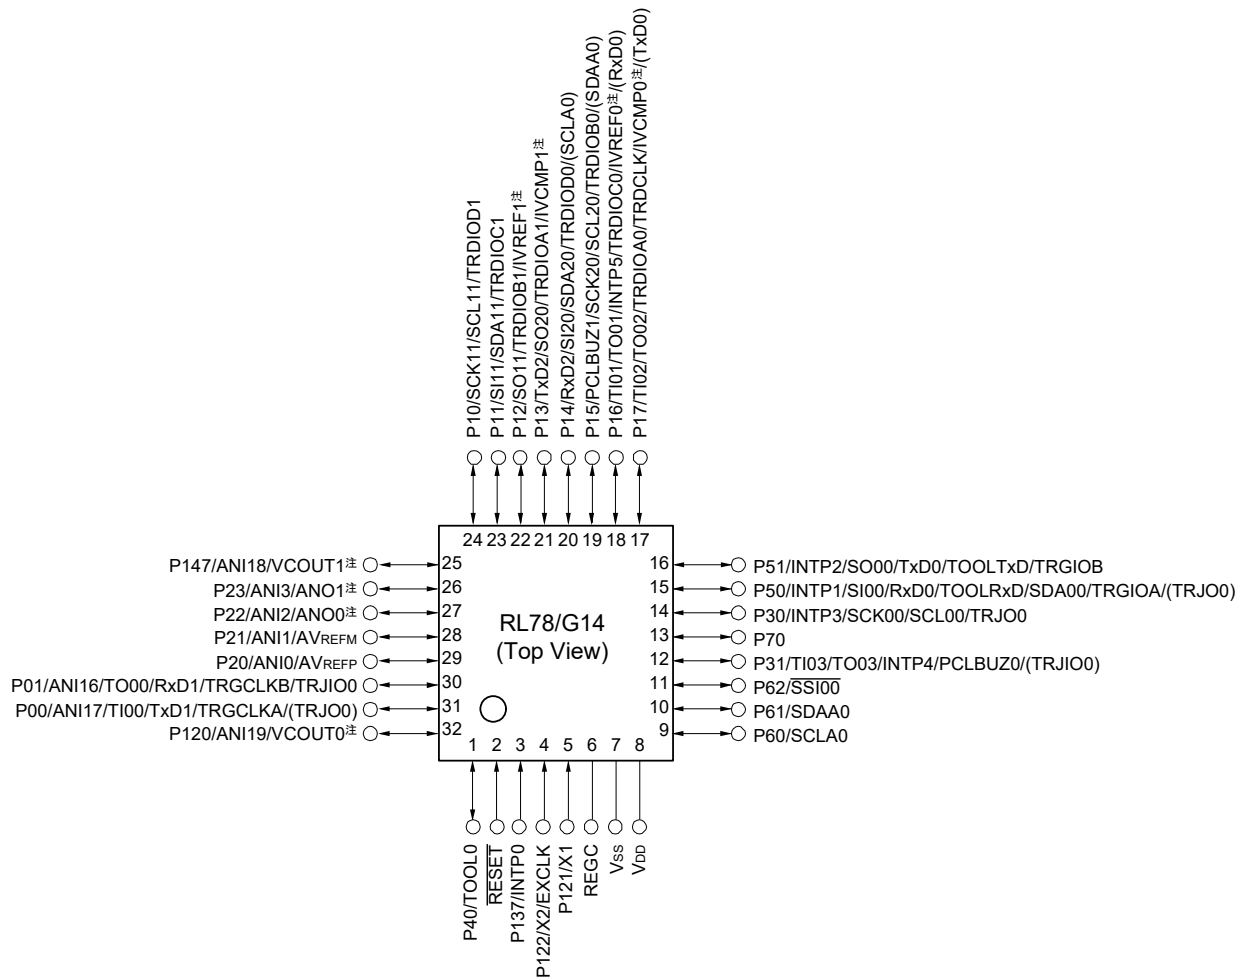 P10/SCK11/SCL11/TRDIOD1
P11/SI11/SDA11/TRDIOC1
P12/SO11/TRDIOB1/IVREF1注
P13/TxD2/SO20/TRDIOA1/IVCMP1注
P14/RxD2/SI20/SDA20/TRDIOD0/(SCLA0)
P15/PCLBUZ1/SCK20/SCL20/TRDIOB0/(SDAA0)
P16/TI01/TO01/INTP5/TRDIOC0/IVREF0注/(RxD0)
P17/TI02/TO02/TRDIOA0/TRDCLK/IVCMP0注/(TxD0)
24 23 22 21 20 19 18 17
P147/ANI18/VCOUT1注 25
P23/ANI3/ANO1注 26
P22/ANI2/ANO0注 27
P21/ANI1/AVREFM 28
P20/ANI0/AVREFP 29
P01/ANI16/TO00/RxD1/TRGCLKB/TRJIO0 30
P00/ANI17/TI00/TxD1/TRGCLKA/(TRJO0) 31
P120/ANI19/VCOUT0注 32
RL78/G14
(Top View)
16 P51/INTP2/SO00/TxD0/TOOLTxD/TRGIOB
15 P50/INTP1/SI00/RxD0/TOOLRxD/SDA00/TRGIOA/(TRJO0)
14 P30/INTP3/SCK00/SCL00/TRJO0
13 P70
12 P31/TI03/TO03/INTP4/PCLBUZ0/(TRJIO0)
11 P62/SSI00
10 P61/SDAA0
9 P60/SCLA0
1 2 3 4 5 6 7 8
P40/TOOL0
RESET
P137/INTP0
P122/X2/EXCLK
P121/X1
REGC
VSS
VDD